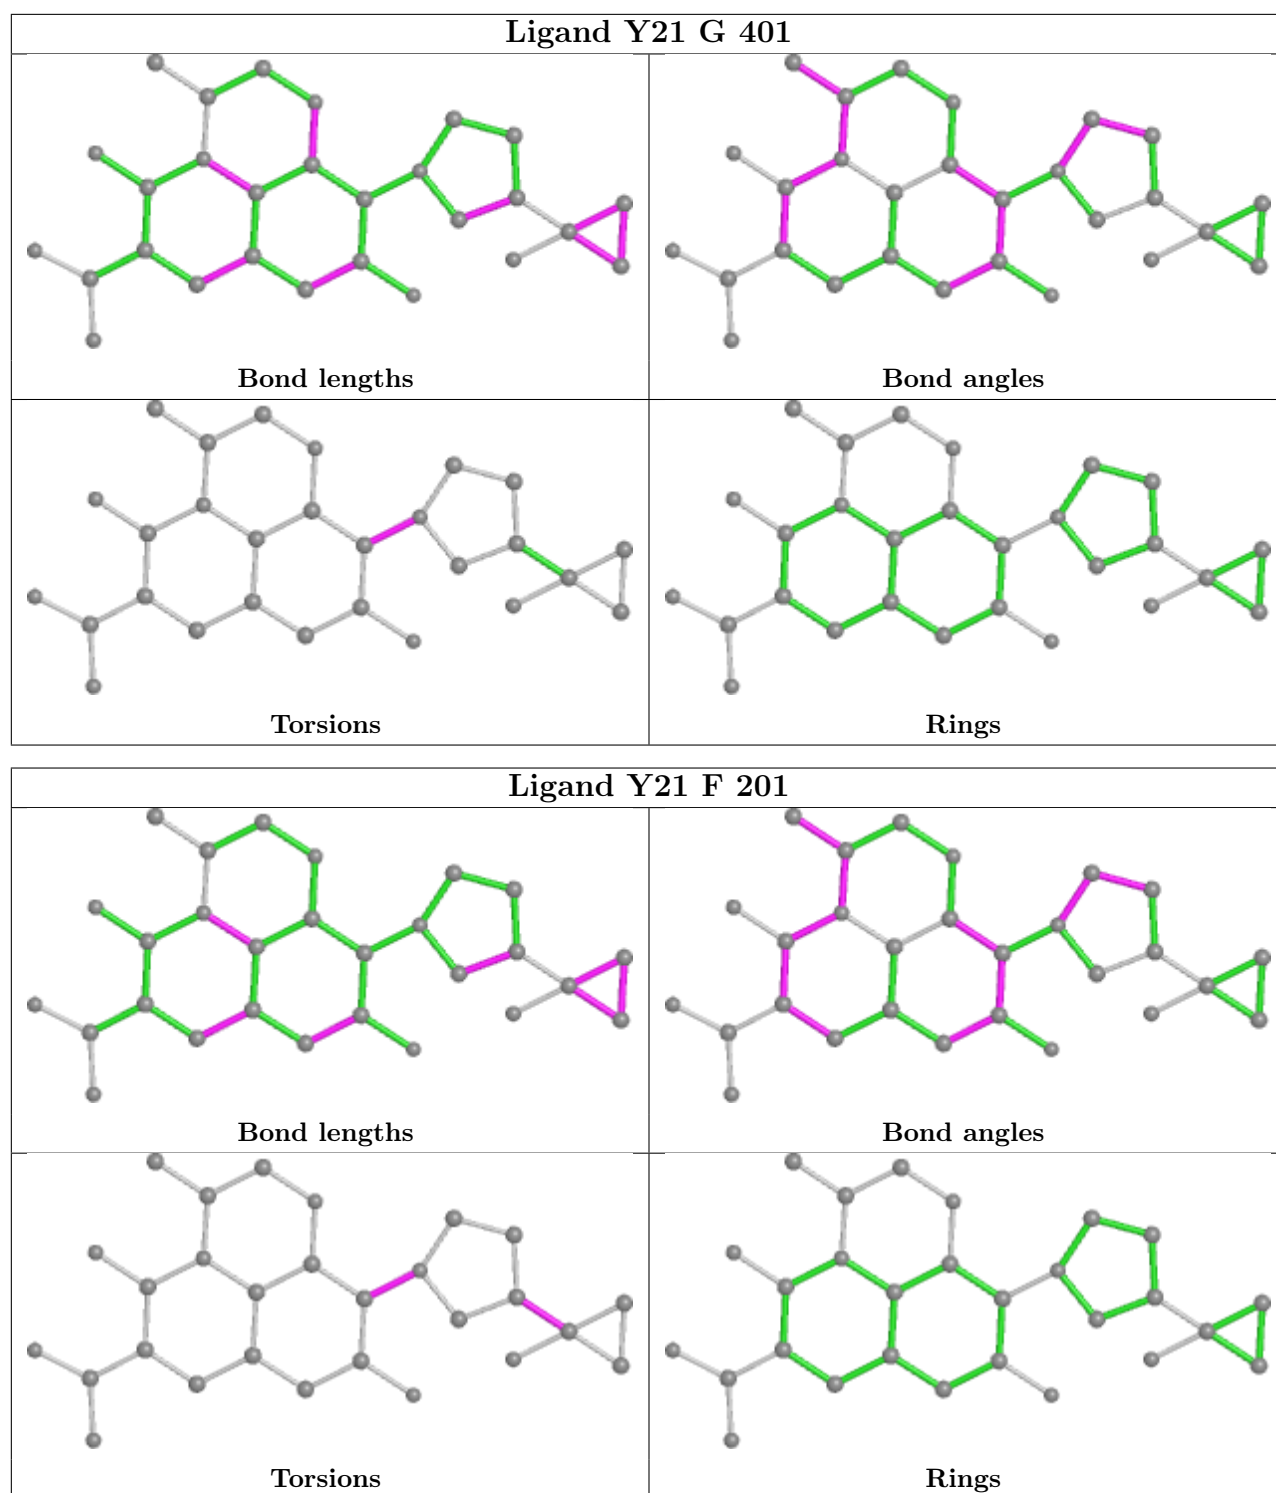 Ligand Y21 G 401
Bond lengths
Bond angles
Torsions
Rings
Ligand Y21 F 201
Bond lengths
Bond angles
Torsions
Rings